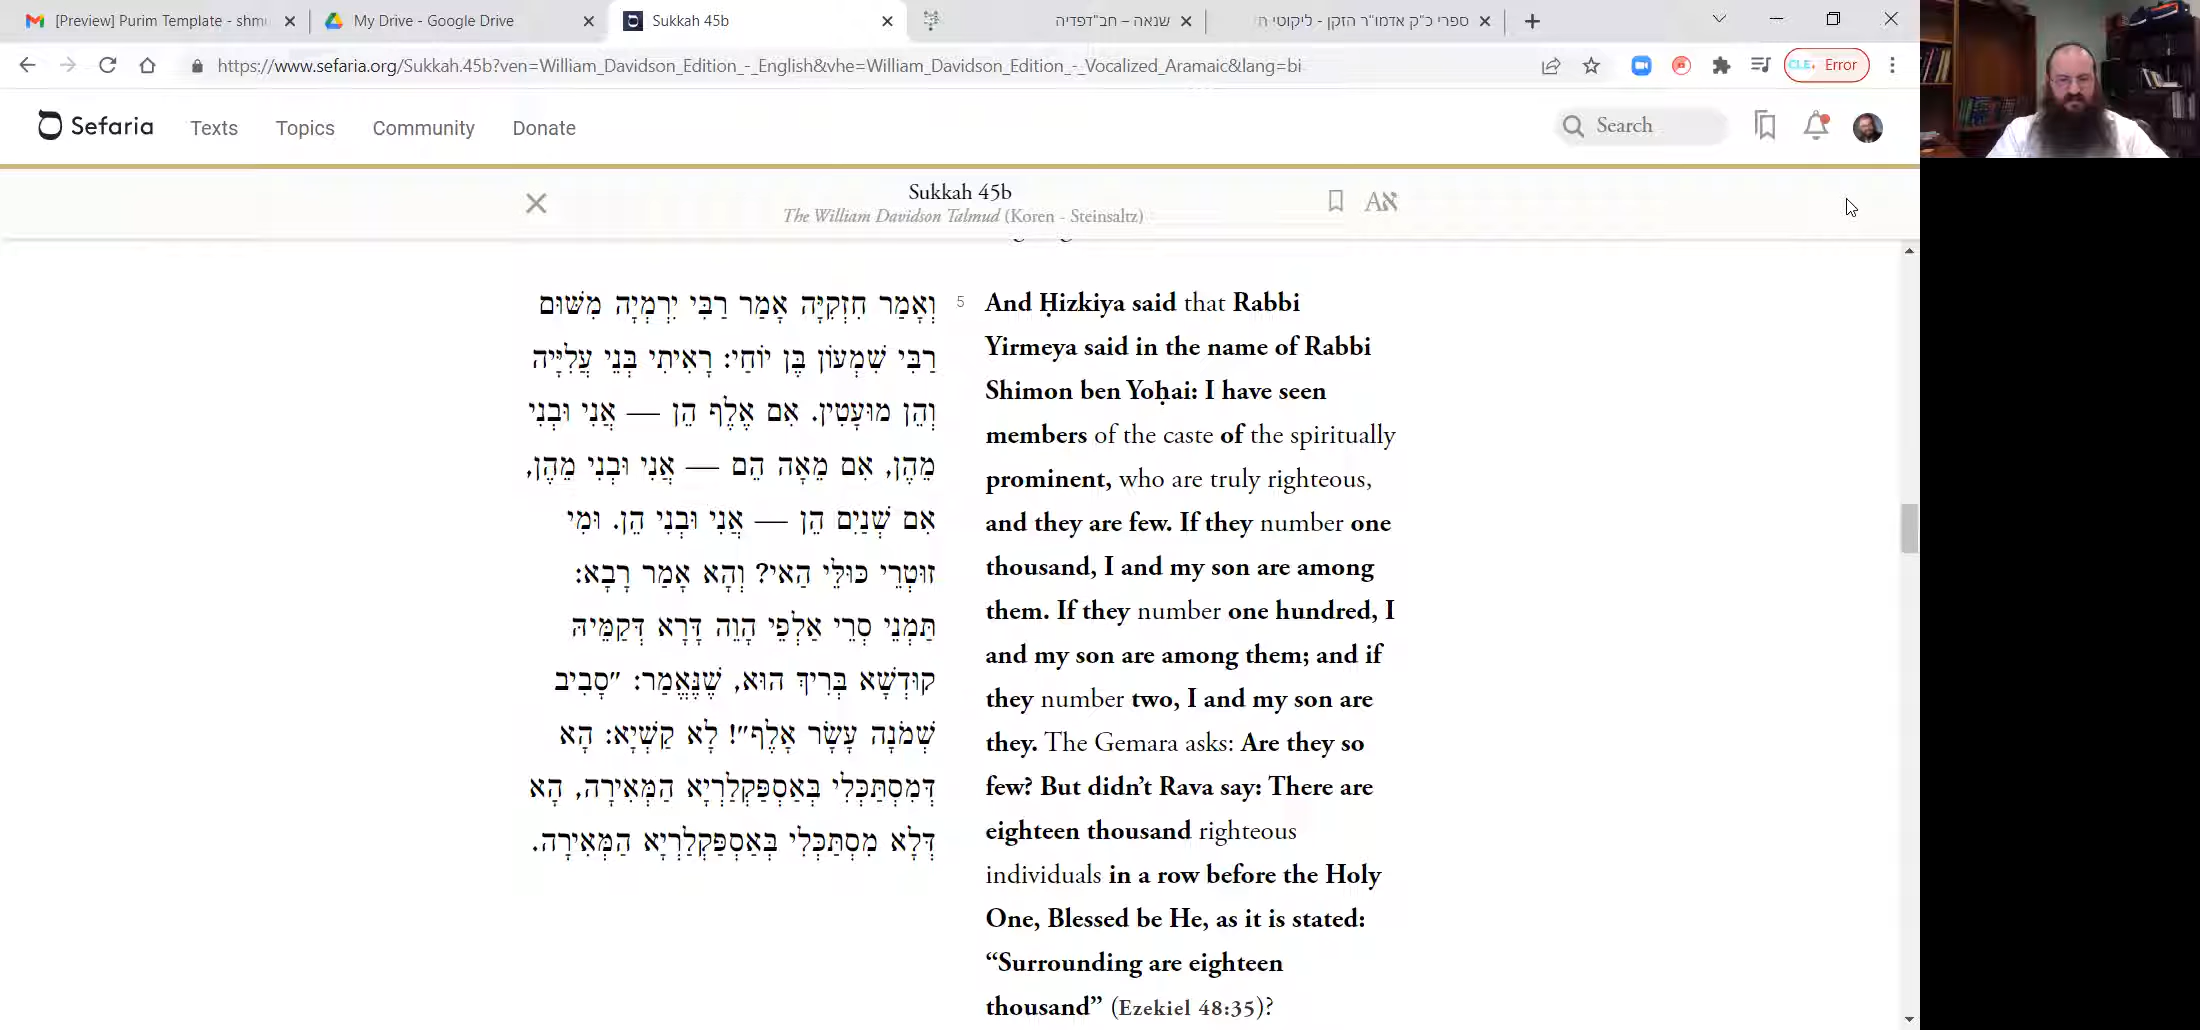 [Preview] Purim Template - shmu
My Drive - Google Drive
Sukkah 45b
שנאה – חב"דפדיה
ספרי כ"ק אדמו"ר הזקן - ליקוטי ת
https://www.sefaria.org/Sukkah.45b?ven=William_Davidson_Edition_-_English&vhe=William_Davidson_Edition_-_Vocalized_Aramaic&lang=bi
CLE. Error
Sefaria
Texts
Topics
Community
Donate
Search
Sukkah 45b
The William Davidson Talmud (Koren - Steinsaltz)
Aא
וְאָמַר חִזְקִיָּה אָמַר רַבִּי יִרְמְיָה מִשּׁוּם
רַבִּי שִׁמְעוֹן בֶּן יוֹחַי: רָאִיתִי בְּנֵי עֲלִיָּיה
וְהֵן מוּעָטִין. אִם אֶלֶף הֵן — אֲנִי וּבְנִי
מֵהֶן, אִם מֵאָה הֵם — אֲנִי וּבְנִי מֵהֶן,
אִם שְׁנַיִם הֵן — אֲנִי וּבְנִי הֵן. וּמִי
זוּטְרֵי כּוּלֵּי הַאי? וְהָא אָמַר רָבָא:
תַּמְנֵי סְרֵי אַלְפֵי הָוֵה דָּרָא דְּקַמֵּיהּ
קוּדְשָׁא בְּרִיךְ הוּא, שֶׁנֶּאֱמַר: ״סָבִיב
שְׁמֹנָה עָשָׂר אָלֶף״! לָא קַשְׁיָא: הָא
דְּמִסְתַּכְּלִי בְּאַסְפַּקְלַרְיָא הַמְּאִירָה, הָא
דְּלָא מִסְתַּכְּלִי בְּאַסְפַּקְלַרְיָא הַמְּאִירָה.
5
And Ḥizkiya said that Rabbi
Yirmeya said in the name of Rabbi
Shimon ben Yoḥai: I have seen
members of the caste of the spiritually
prominent, who are truly righteous,
and they are few. If they number one
thousand, I and my son are among
them. If they number one hundred, I
and my son are among them; and if
they number two, I and my son are
they. The Gemara asks: Are they so
few? But didn’t Rava say: There are
eighteen thousand righteous
individuals in a row before the Holy
One, Blessed be He, as it is stated:
“Surrounding are eighteen
thousand” (Ezekiel 48:35)?